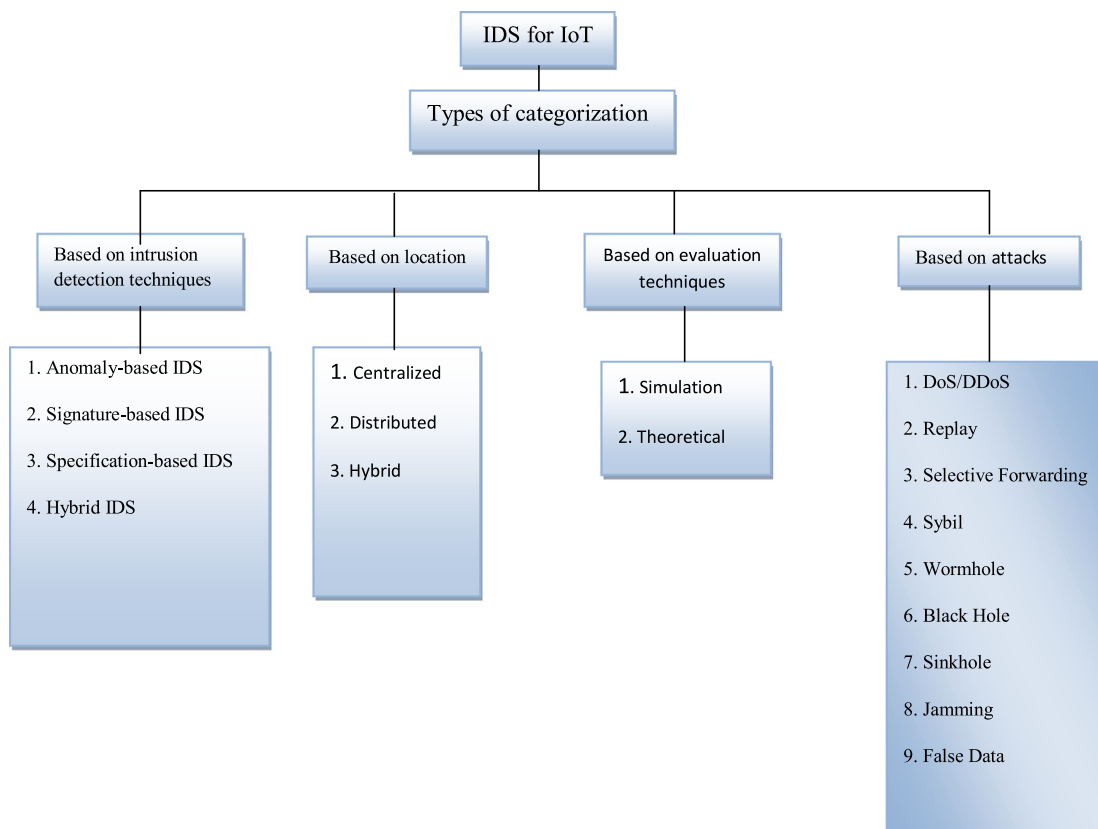 IDS for IoT
Types of categorization
Based on intrusion
detection techniques
1. Anomaly-based IDS
2. Signature-based IDS
3. Specification-based IDS
4. Hybrid IDS
Based on location
1. Centralized
2. Distributed
3. Hybrid
Based on evaluation
techniques
1. Simulation
2. Theoretical
Based on attacks
1. DoS/DDoS
2. Replay
3. Selective Forwarding
4. Sybil
5. Wormhole
6. Black Hole
7. Sinkhole
8. Jamming
9. False Data